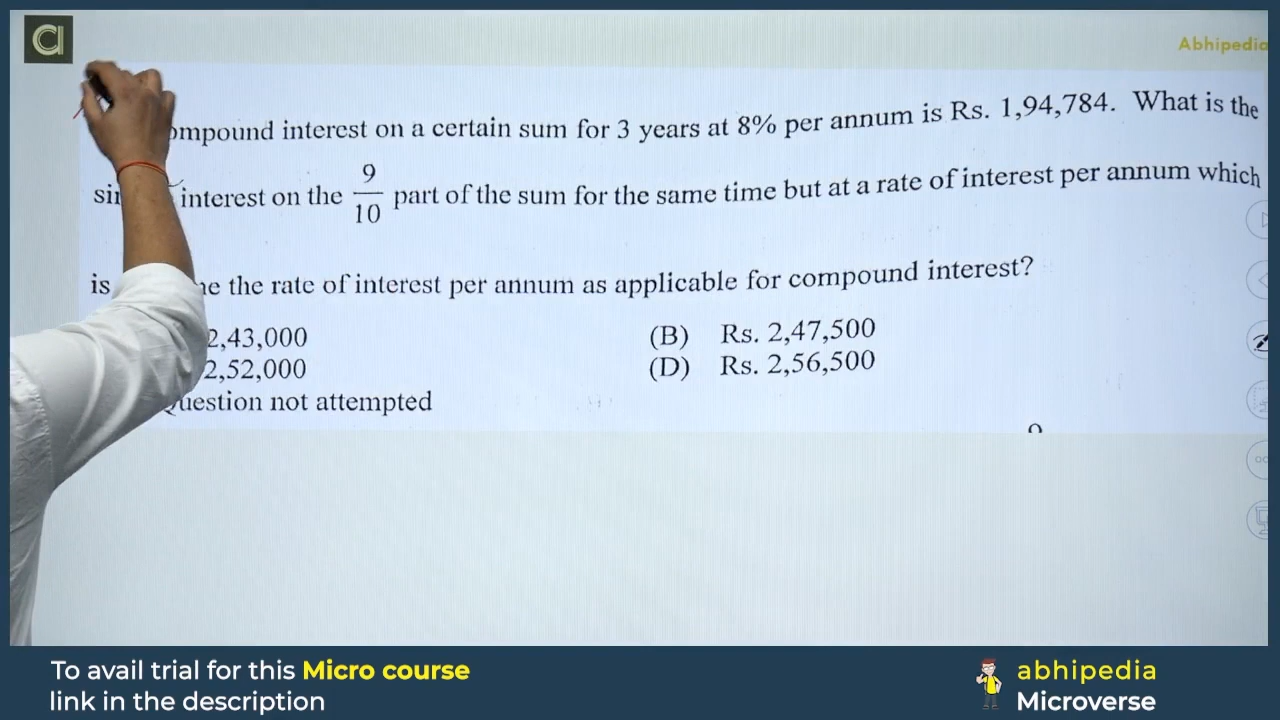 Abhipedia
ompound interest on a certain sum for 3 years at 8% per annum is Rs. 1,94,784. What is the
interest on the 9/10 part of the sum for the same time but at a rate of interest per annum which
is the rate of interest per annum as applicable for compound interest?
2,43,000 (B) Rs. 2,47,500
2,52,000 (D) Rs. 2,56,500
uestion not attempted
To avail trial for this Micro course
link in the description
abhipedia
Microverse